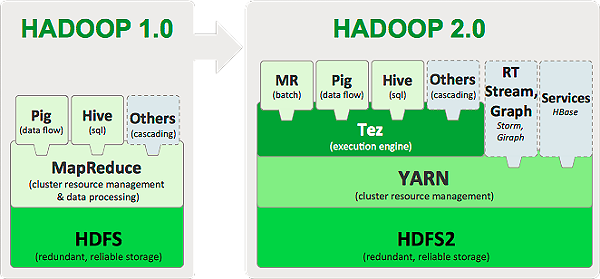 HADOOP 1.0
Pig
(data flow)
Hive
(sql)
Others
(cascading)
MapReduce
(cluster resource management
& data processing)
HDFS
(redundant, reliable storage)
HADOOP 2.0
MR
(batch)
Pig
(data flow)
Hive
(sql)
Others
(cascading)
RT
Stream,
Graph
Storm,
Giraph
Services
HBase
Tez
(execution engine)
YARN
(cluster resource management)
HDFS2
(redundant, reliable storage)